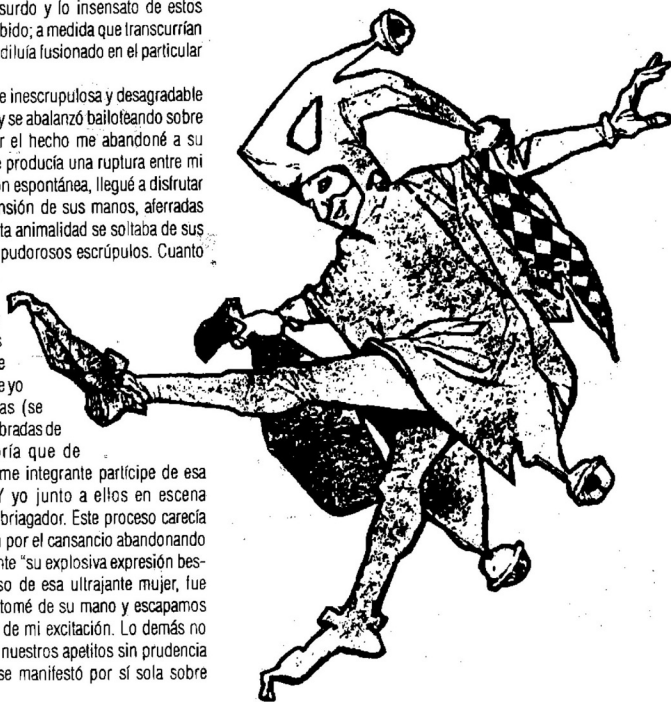 surdo y lo insensato de estos
bido; a medida que transcurrían
diluía fusionado en el particular
e inescrupulosa y desagradable
y se abalanzó bailoteando sobre
r el hecho me abandoné a su
e producía una ruptura entre mi
ón espontánea, llegué a disfrutar
nsión de sus manos, aferradas
ta animalidad se soltaba de sus
pudorosos escrúpulos. Cuanto
s
e
e yo
as (se
bradas de
oría que de
me integrante partícipe de esa
Y yo junto a ellos en escena
briagador. Este proceso carecía
por el cansancio abandonando
nte "su explosiva expresión bes-
so de esa ultrajante mujer, fue
tomé de su mano y escapamos
de mi excitación. Lo demás no
nuestros apetitos sin prudencia
se manifestó por sí sola sobre